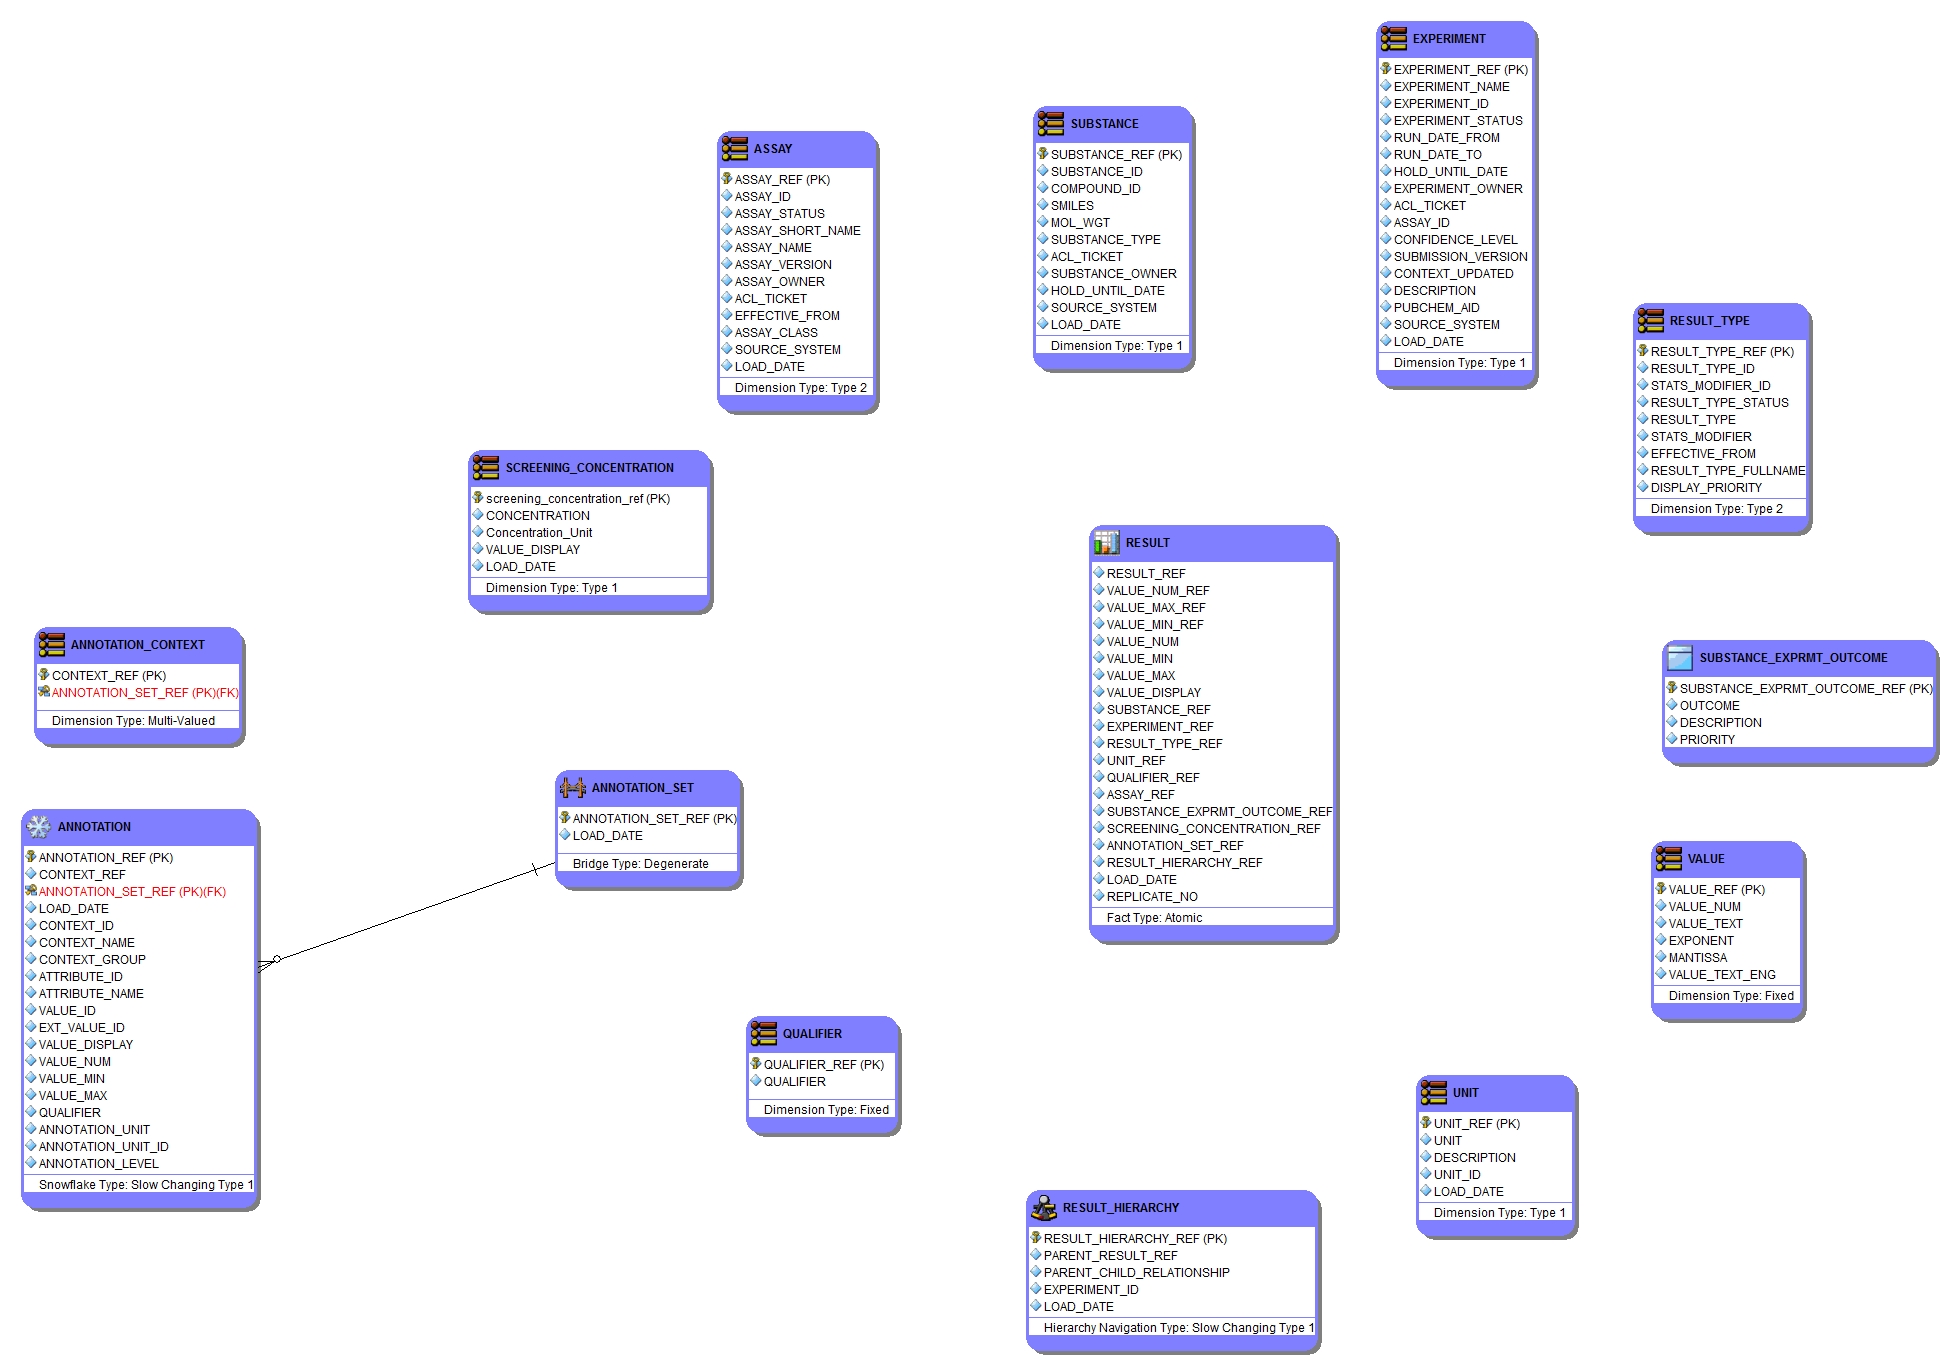 EXPERIMENT
EXPERIMENT_REF (PK)
EXPERIMENT_NAME
EXPERIMENT_ID
EXPERIMENT_STATUS
RUN_DATE_FROM
RUN_DATE_TO
HOLD_UNTIL_DATE
EXPERIMENT_OWNER
ACL_TICKET
ASSAY_ID
CONFIDENCE_LEVEL
SUBMISSION_VERSION
CONTEXT_UPDATED
DESCRIPTION
PUBCHEM_AID
SOURCE_SYSTEM
LOAD_DATE
Dimension Type: Type 1
SUBSTANCE
SUBSTANCE_REF (PK)
SUBSTANCE_ID
COMPOUND_ID
SMILES
MOL_WGT
SUBSTANCE_TYPE
ACL_TICKET
SUBSTANCE_OWNER
HOLD_UNTIL_DATE
SOURCE_SYSTEM
LOAD_DATE
Dimension Type: Type 1
ASSAY
ASSAY_REF (PK)
ASSAY_ID
ASSAY_STATUS
ASSAY_SHORT_NAME
ASSAY_NAME
ASSAY_VERSION
ASSAY_OWNER
ACL_TICKET
EFFECTIVE_FROM
ASSAY_CLASS
SOURCE_SYSTEM
LOAD_DATE
Dimension Type: Type 2
RESULT_TYPE
RESULT_TYPE_REF (PK)
RESULT_TYPE_ID
STATS_MODIFIER_ID
RESULT_TYPE_STATUS
RESULT_TYPE
STATS_MODIFIER
EFFECTIVE_FROM
RESULT_TYPE_FULLNAME
DISPLAY_PRIORITY
Dimension Type: Type 2
SCREENING_CONCENTRATION
screening_concentration_ref (PK)
CONCENTRATION
Concentration_Unit
VALUE_DISPLAY
LOAD_DATE
Dimension Type: Type 1
RESULT
RESULT_REF
VALUE_NUM_REF
VALUE_MAX_REF
VALUE_MIN_REF
VALUE_NUM
VALUE_MIN
VALUE_MAX
VALUE_DISPLAY
SUBSTANCE_REF
EXPERIMENT_REF
RESULT_TYPE_REF
UNIT_REF
QUALIFIER_REF
ASSAY_REF
SUBSTANCE_EXPRMT_OUTCOME_REF
SCREENING_CONCENTRATION_REF
ANNOTATION_SET_REF
RESULT_HIERARCHY_REF
LOAD_DATE
REPLICATE_NO
Fact Type: Atomic
ANNOTATION_CONTEXT
CONTEXT_REF (PK)
ANNOTATION_SET_REF (PK)(FK)
Dimension Type: Multi-Valued
SUBSTANCE_EXPRMT_OUTCOME
SUBSTANCE_EXPRMT_OUTCOME_REF (PK)
OUTCOME
DESCRIPTION
PRIORITY
ANNOTATION_SET
ANNOTATION_SET_REF (PK)
LOAD_DATE
Bridge Type: Degenerate
ANNOTATION
ANNOTATION_REF (PK)
CONTEXT_REF
ANNOTATION_SET_REF (PK)(FK)
LOAD_DATE
CONTEXT_ID
CONTEXT_NAME
CONTEXT_GROUP
ATTRIBUTE_ID
ATTRIBUTE_NAME
VALUE_ID
EXT_VALUE_ID
VALUE_DISPLAY
VALUE_NUM
VALUE_MIN
VALUE_MAX
QUALIFIER
ANNOTATION_UNIT
ANNOTATION_UNIT_ID
ANNOTATION_LEVEL
Snowflake Type: Slow Changing Type 1
VALUE
VALUE_REF (PK)
VALUE_NUM
VALUE_TEXT
EXPONENT
MANTISSA
VALUE_TEXT_ENG
Dimension Type: Fixed
QUALIFIER
QUALIFIER_REF (PK)
QUALIFIER
Dimension Type: Fixed
UNIT
UNIT_REF (PK)
UNIT
DESCRIPTION
UNIT_ID
LOAD_DATE
Dimension Type: Type 1
RESULT_HIERARCHY
RESULT_HIERARCHY_REF (PK)
PARENT_RESULT_REF
PARENT_CHILD_RELATIONSHIP
EXPERIMENT_ID
LOAD_DATE
Hierarchy Navigation Type: Slow Changing Type 1